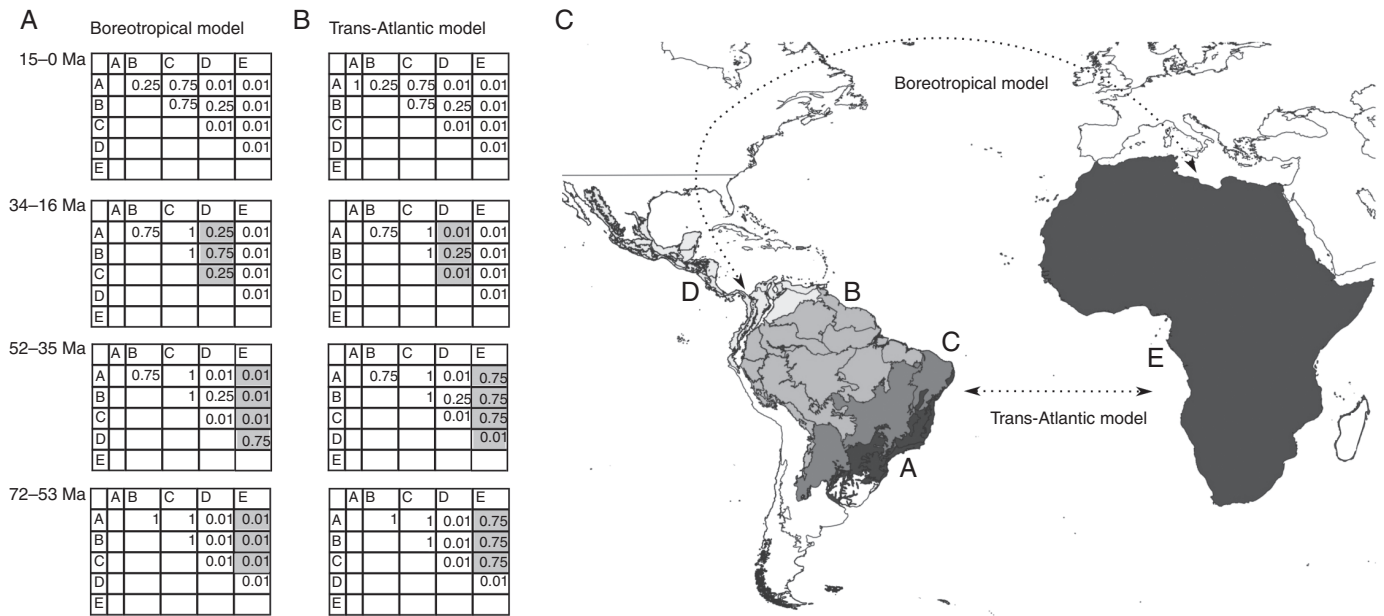 A Boreotropical model
15–0 Ma
A B C D E
A 0.25 0.75 0.01 0.01
B 0.75 0.25 0.01
C 0.01 0.01
D 0.01
E
34–16 Ma
A B C D E
A 0.75 1 0.25 0.01
B 1 0.75 0.01
C 0.25 0.01
D 0.01
E
52–35 Ma
A B C D E
A 0.75 1 0.01 0.01
B 1 0.25 0.01
C 0.01 0.01
D 0.75
E
72–53 Ma
A B C D E
A 1 1 0.01 0.01
B 1 0.01 0.01
C 0.01 0.01
D 0.01
E
B Trans-Atlantic model
A B C D E
A 1 0.25 0.75 0.01 0.01
B 0.75 0.25 0.01
C 0.01 0.01
D 0.01
E
A B C D E
A 0.75 1 0.01 0.01
B 1 0.25 0.01
C 0.01 0.01
D 0.01
E
A B C D E
A 0.75 1 0.01 0.75
B 1 0.25 0.75
C 0.01 0.75
D 0.01
E
A B C D E
A 1 1 0.01 0.75
B 1 0.01 0.75
C 0.01 0.75
D 0.01
E
C
Boreotropical model
D
B
C
E
Trans-Atlantic model
A